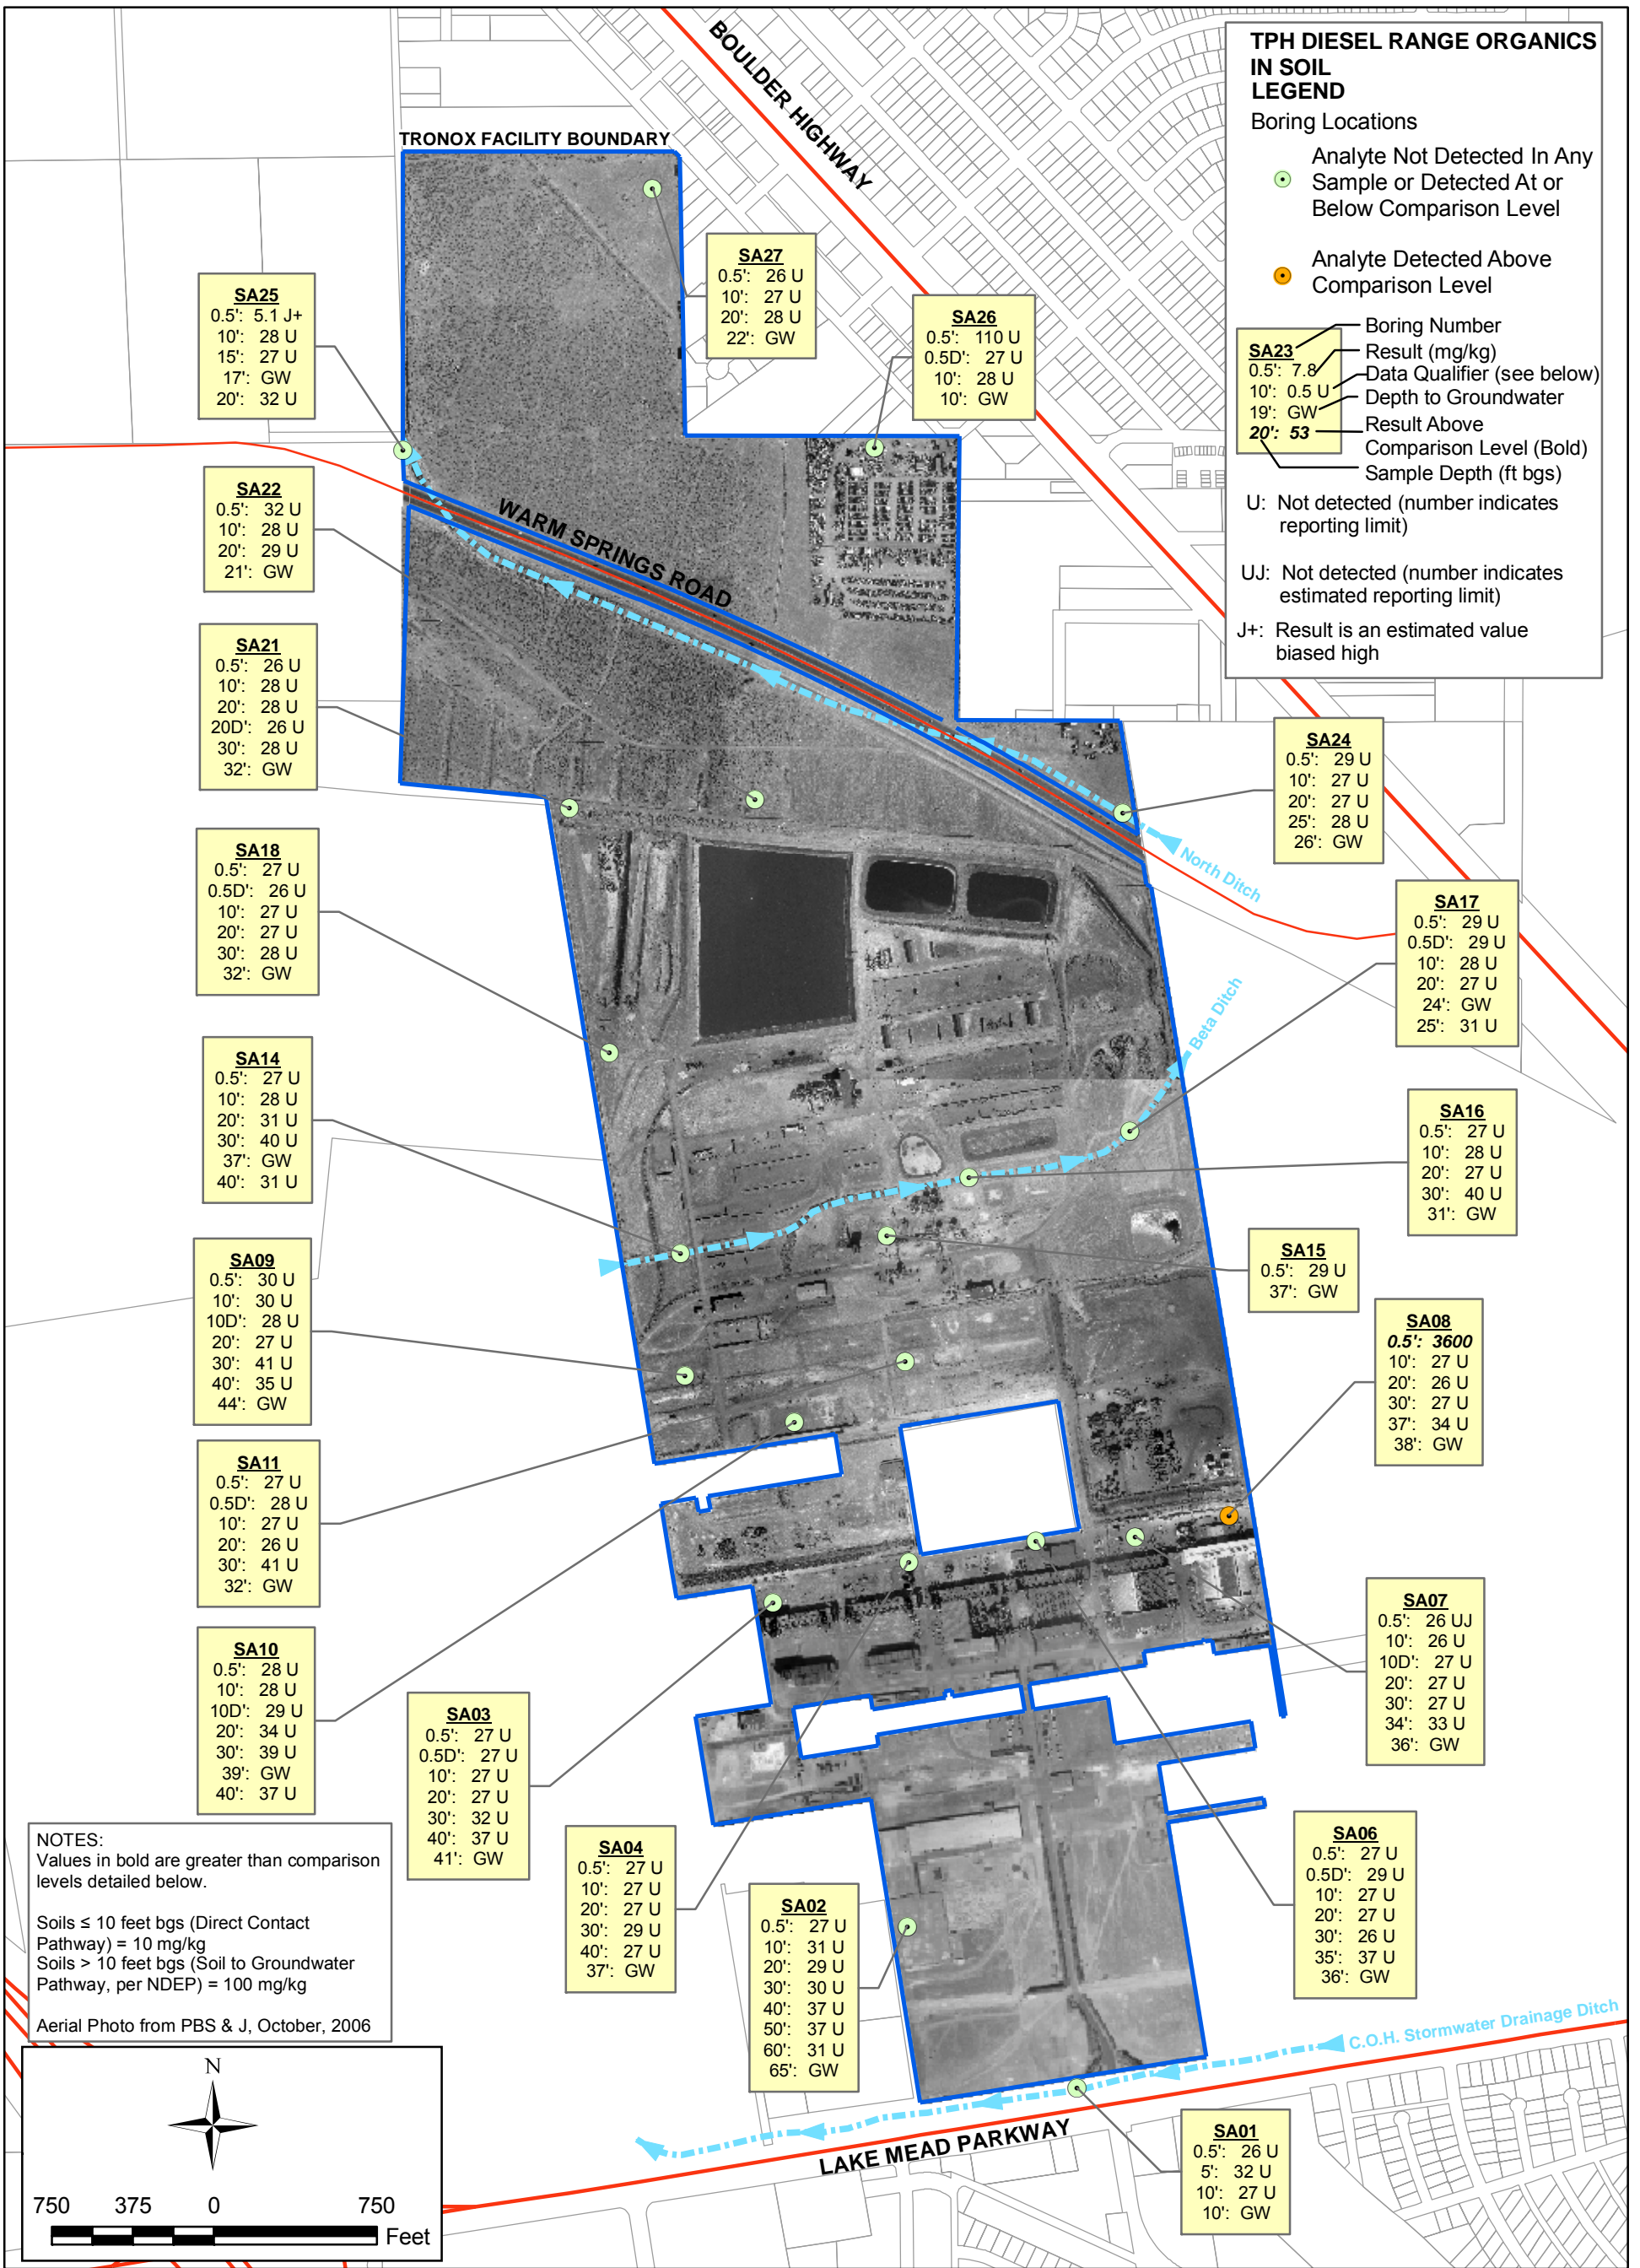 BOULDER HIGHWAY
TRONOX FACILITY BOUNDARY
TPH DIESEL RANGE ORGANICS
IN SOIL
LEGEND
Boring Locations
Analyte Not Detected In Any
Sample or Detected At or
Below Comparison Level
Analyte Detected Above
Comparison Level
SA23
0.5': 7.8
10': 0.5 U
19': GW
20': 53
Boring Number
Result (mg/kg)
Data Qualifier (see below)
Depth to Groundwater
Result Above
Comparison Level (Bold)
Sample Depth (ft bgs)
U: Not detected (number indicates
reporting limit)
UJ: Not detected (number indicates
estimated reporting limit)
J+: Result is an estimated value
biased high
SA27
0.5': 26 U
10': 27 U
20': 28 U
22': GW
SA25
0.5': 5.1 J+
10': 28 U
15': 27 U
17': GW
20': 32 U
SA26
0.5': 110 U
0.5D': 27 U
10': 28 U
10': GW
SA22
0.5': 32 U
10': 28 U
20': 29 U
21': GW
WARM SPRINGS ROAD
SA21
0.5': 26 U
10': 28 U
20': 28 U
20D': 26 U
30': 28 U
32': GW
SA24
0.5': 29 U
10': 27 U
20': 27 U
25': 28 U
26': GW
North Ditch
SA18
0.5': 27 U
0.5D': 26 U
10': 27 U
20': 27 U
30': 28 U
32': GW
SA17
0.5': 29 U
0.5D': 29 U
10': 28 U
20': 27 U
24': GW
25': 31 U
Beta Ditch
SA14
0.5': 27 U
10': 28 U
20': 31 U
30': 40 U
37': GW
40': 31 U
SA16
0.5': 27 U
10': 28 U
20': 27 U
30': 40 U
31': GW
SA15
0.5': 29 U
37': GW
SA09
0.5': 30 U
10': 30 U
10D': 28 U
20': 27 U
30': 41 U
40': 35 U
44': GW
SA08
0.5': 3600
10': 27 U
20': 26 U
30': 27 U
37': 34 U
38': GW
SA11
0.5': 27 U
0.5D': 28 U
10': 27 U
20': 26 U
30': 41 U
32': GW
SA07
0.5': 26 UJ
10': 26 U
10D': 27 U
20': 27 U
30': 27 U
34': 33 U
36': GW
SA10
0.5': 28 U
10': 28 U
10D': 29 U
20': 34 U
30': 39 U
39': GW
40': 37 U
SA03
0.5': 27 U
0.5D': 27 U
10': 27 U
20': 27 U
30': 32 U
40': 37 U
41': GW
SA04
0.5': 27 U
10': 27 U
20': 27 U
30': 29 U
40': 27 U
37': GW
SA02
0.5': 27 U
10': 31 U
20': 29 U
30': 30 U
40': 37 U
50': 37 U
60': 31 U
65': GW
SA06
0.5': 27 U
0.5D': 29 U
10': 27 U
20': 27 U
30': 26 U
35': 37 U
36': GW
NOTES:
Values in bold are greater than comparison
levels detailed below.
Soils ≤ 10 feet bgs (Direct Contact
Pathway) = 10 mg/kg
Soils > 10 feet bgs (Soil to Groundwater
Pathway, per NDEP) = 100 mg/kg
Aerial Photo from PBS & J, October, 2006
C.O.H. Stormwater Drainage Ditch
LAKE MEAD PARKWAY
SA01
0.5': 26 U
5': 32 U
10': 27 U
10': GW
N
750 375 0 750
Feet